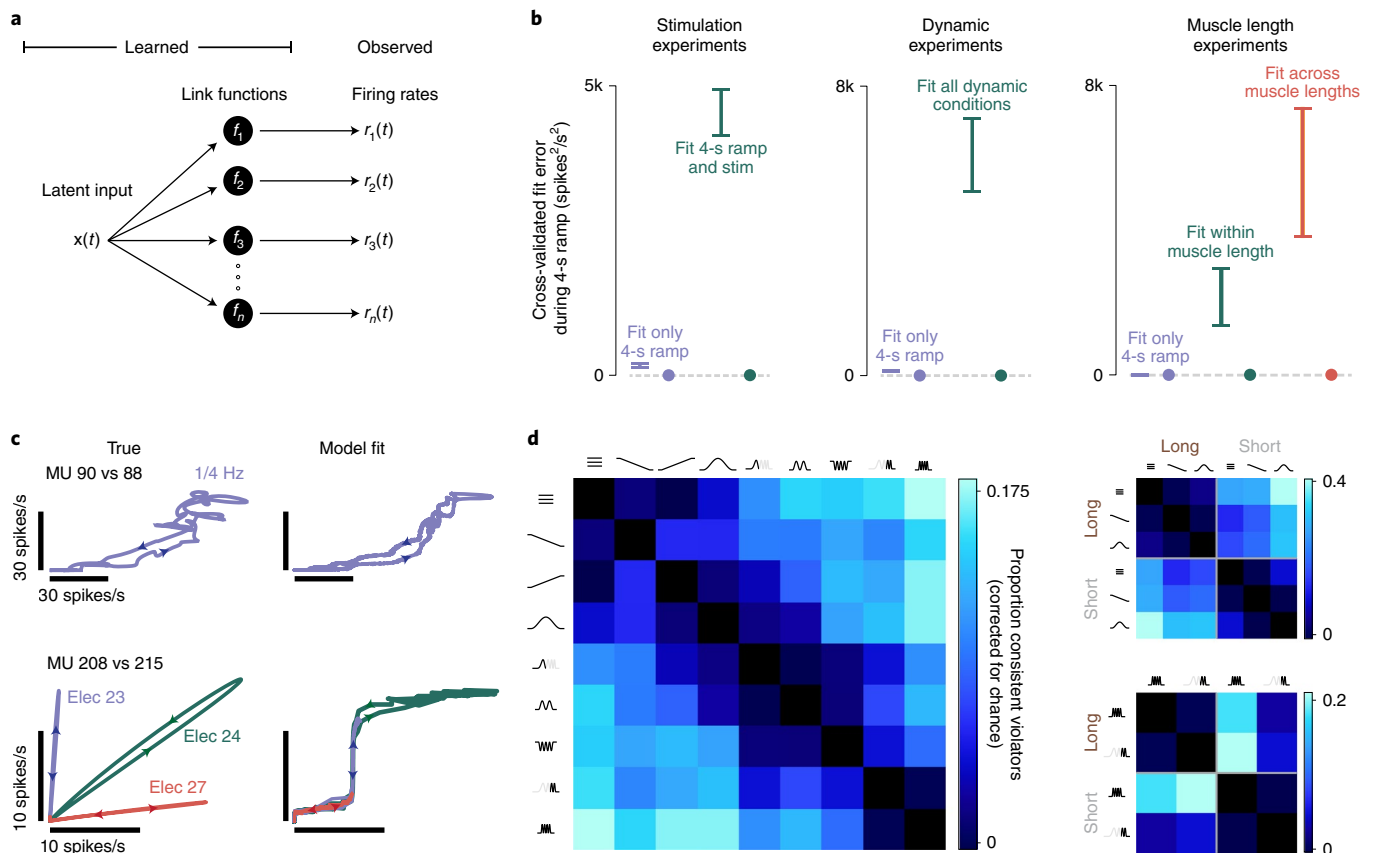 a
Learned
Observed
Link functions
Firing rates
Latent input
x(t)
f1
f2
f3
fn
r1(t)
r2(t)
r3(t)
rn(t)
b
Cross-validated fit error
during 4-s ramp (spikes²/s²)
Stimulation
experiments
5k
0
Fit 4-s ramp
and stim
Fit only
4-s ramp
Dynamic
experiments
8k
0
Fit all dynamic
conditions
Fit only
4-s ramp
Muscle length
experiments
8k
0
Fit across
muscle lengths
Fit within
muscle length
Fit only
4-s ramp
c
True
Model fit
MU 90 vs 88
1/4 Hz
30 spikes/s
30 spikes/s
MU 208 vs 215
Elec 23
Elec 24
Elec 27
10 spikes/s
10 spikes/s
d
0.175
0
Proportion consistent violators
(corrected for chance)
Long
Short
Long
Short
0.4
0
Long
Short
0.2
0